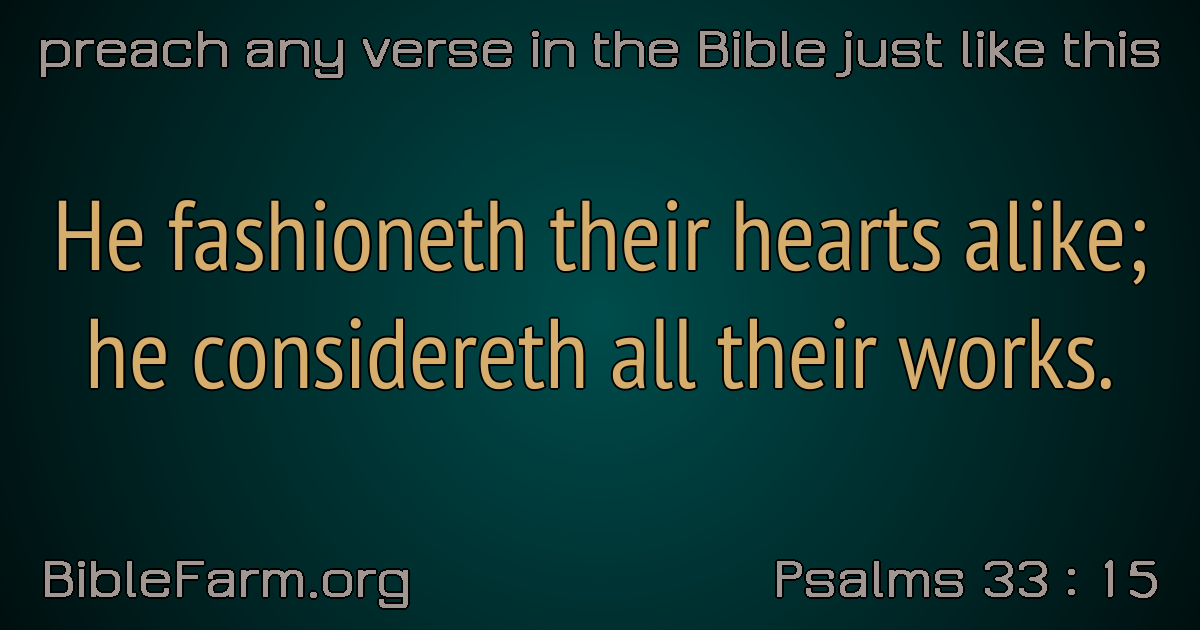 preach any verse in the Bible just like this
He fashioneth their hearts alike;
he considereth all their works.
BibleFarm.org
Psalms 33 : 15